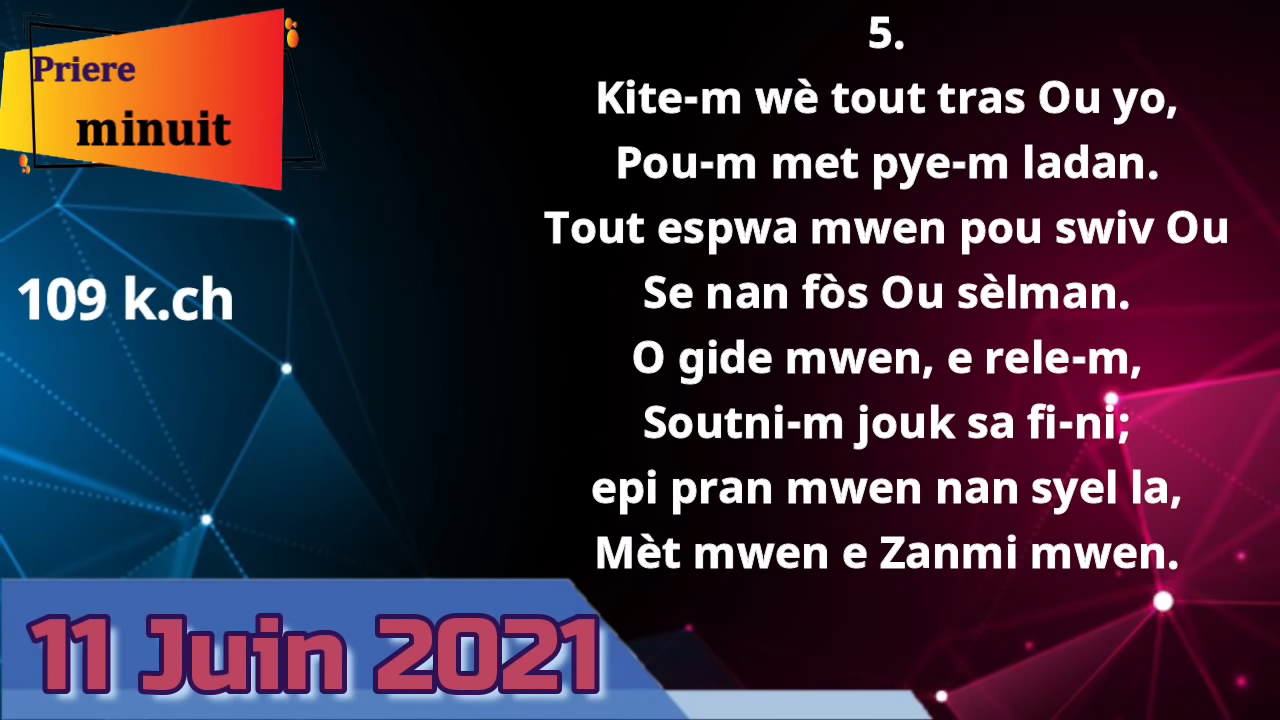 Priere
minuit
109 k.ch
5.
Kite-m wè tout tras Ou yo,
Pou-m met pye-m ladan.
Tout espwa mwen pou swiv Ou
Se nan fòs Ou sèlman.
O gide mwen, e rele-m,
Soutni-m jouk sa fi-ni;
epi pran mwen nan syel la,
Mèt mwen e Zanmi mwen.
11 Juin 2021